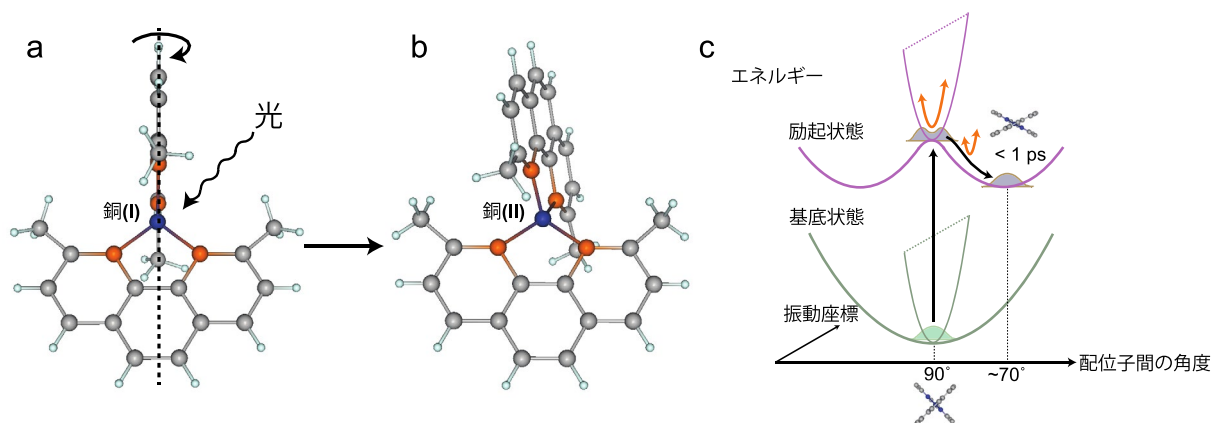 a
光
銅(I)
b
銅(II)
c
エネルギー
励起状態
< 1 ps
基底状態
振動座標
90°
~70°
配位子間の角度